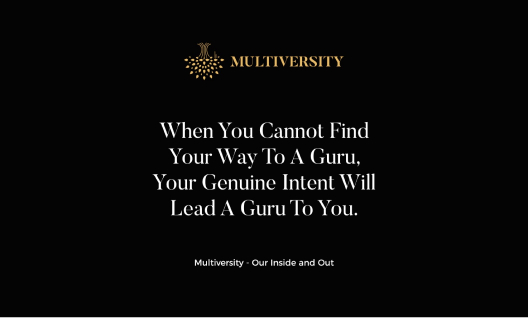 MULTIVERSITY
When You Cannot Find
Your Way To A Guru,
Your Genuine Intent Will
Lead A Guru To You.
Multiversity - Our Inside and Out